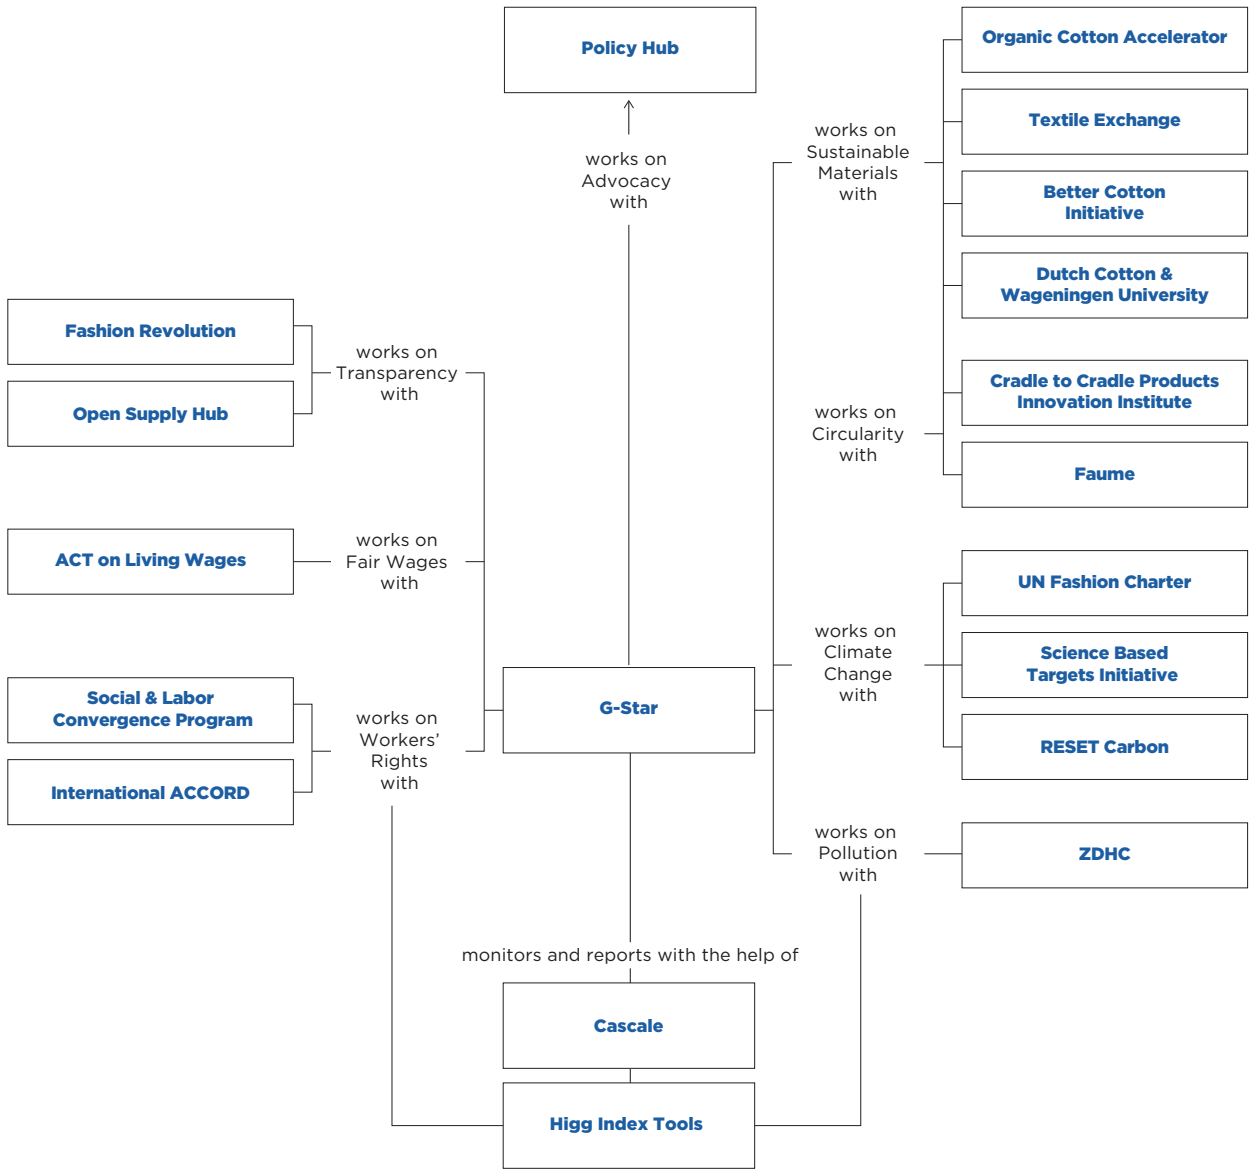 Policy Hub
works on
Advocacy
with
Organic Cotton Accelerator
Textile Exchange
works on
Sustainable
Materials
with
Better Cotton
Initiative
Dutch Cotton &
Wageningen University
Cradle to Cradle Products
Innovation Institute
works on
Circularity
with
Faume
Fashion Revolution
works on
Transparency
with
Open Supply Hub
ACT on Living Wages
works on
Fair Wages
with
UN Fashion Charter
works on
Climate
Change
with
Science Based
Targets Initiative
RESET Carbon
Social & Labor
Convergence Program
works on
Workers’
Rights
with
International ACCORD
G-Star
works on
Pollution
with
ZDHC
monitors and reports with the help of
Cascale
Higg Index Tools